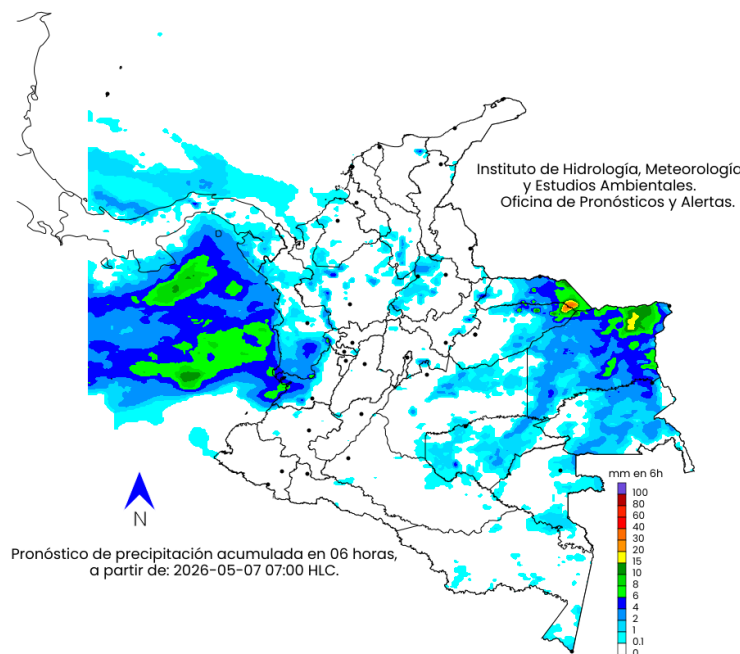 Instituto de Hidrología, Meteorología
y Estudios Ambientales.
Oficina de Pronósticos y Alertas.
N
Pronóstico de precipitación acumulada en 06 horas,
a partir de: 2026-05-07 07:00 HLC.
mm en 6h
100
80
60
40
30
20
15
10
8
6
4
2
1
0.1
0